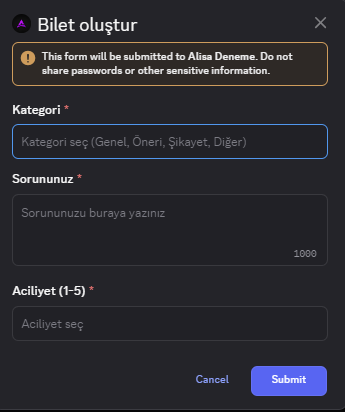 Bilet oluştur
This form will be submitted to Alisa Deneme. Do not
share passwords or other sensitive information.
Kategori *
Kategori seç (Genel, Öneri, Şikayet, Diğer)
Sorununuz *
Sorununuzu buraya yazınız
1000
Aciliyet (1-5) *
Aciliyet seç
Cancel
Submit